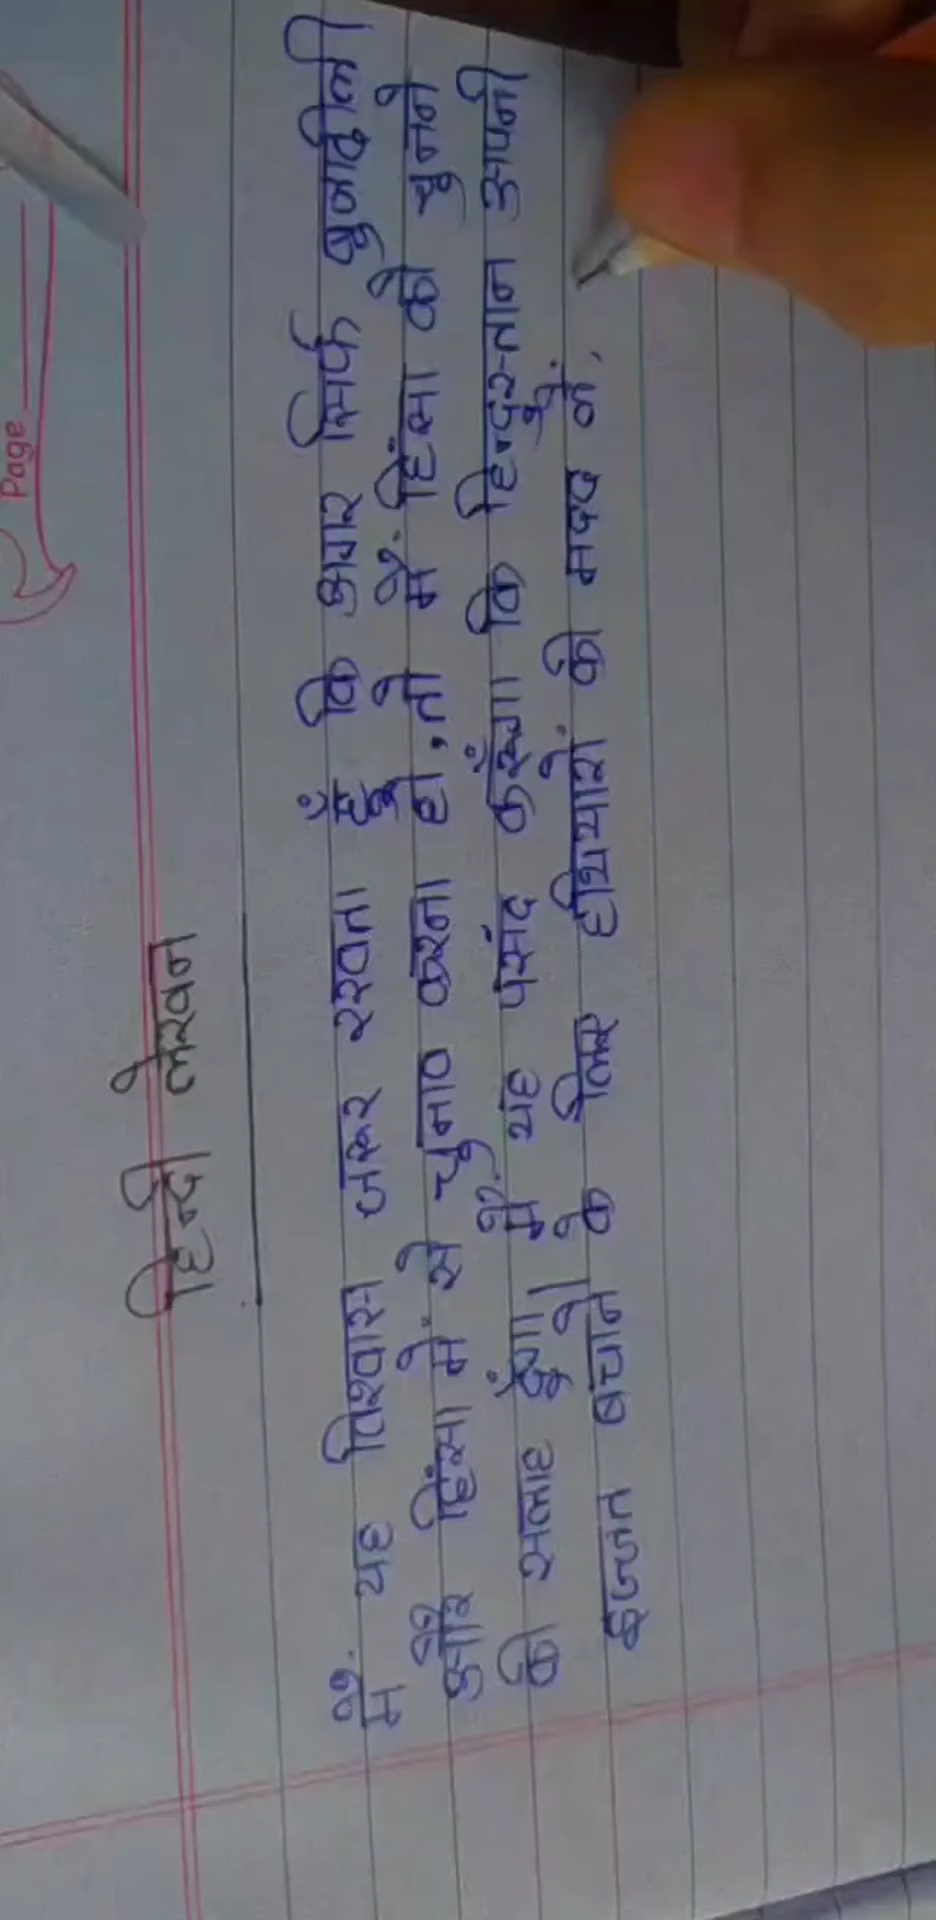 Page
हिन्दी लेखन
मैं यह विश्वास जरूर रखता हूँ कि अगर सिर्फ बुजदिली
और हिंसा में से चुनाव करना हो, तो मैं हिंसा को चुनने
की सलाह दूंगा। मैं यह पसंद करूँगा कि हिन्दुस्तान अपनी
इज्जत बचाने के लिए हथियारों की मदद ले,